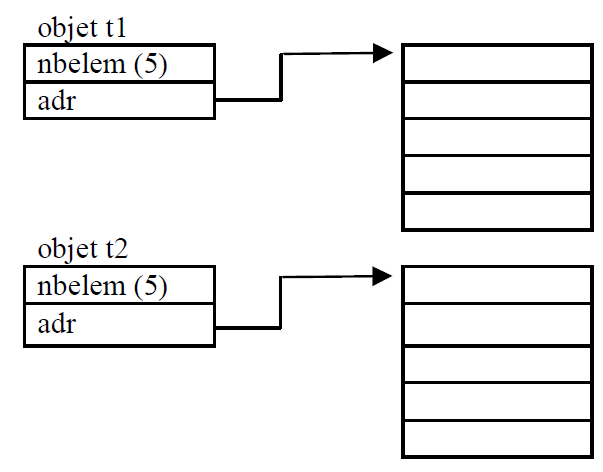 objet t1
nbelem (5)
adr
objet t2
nbelem (5)
adr